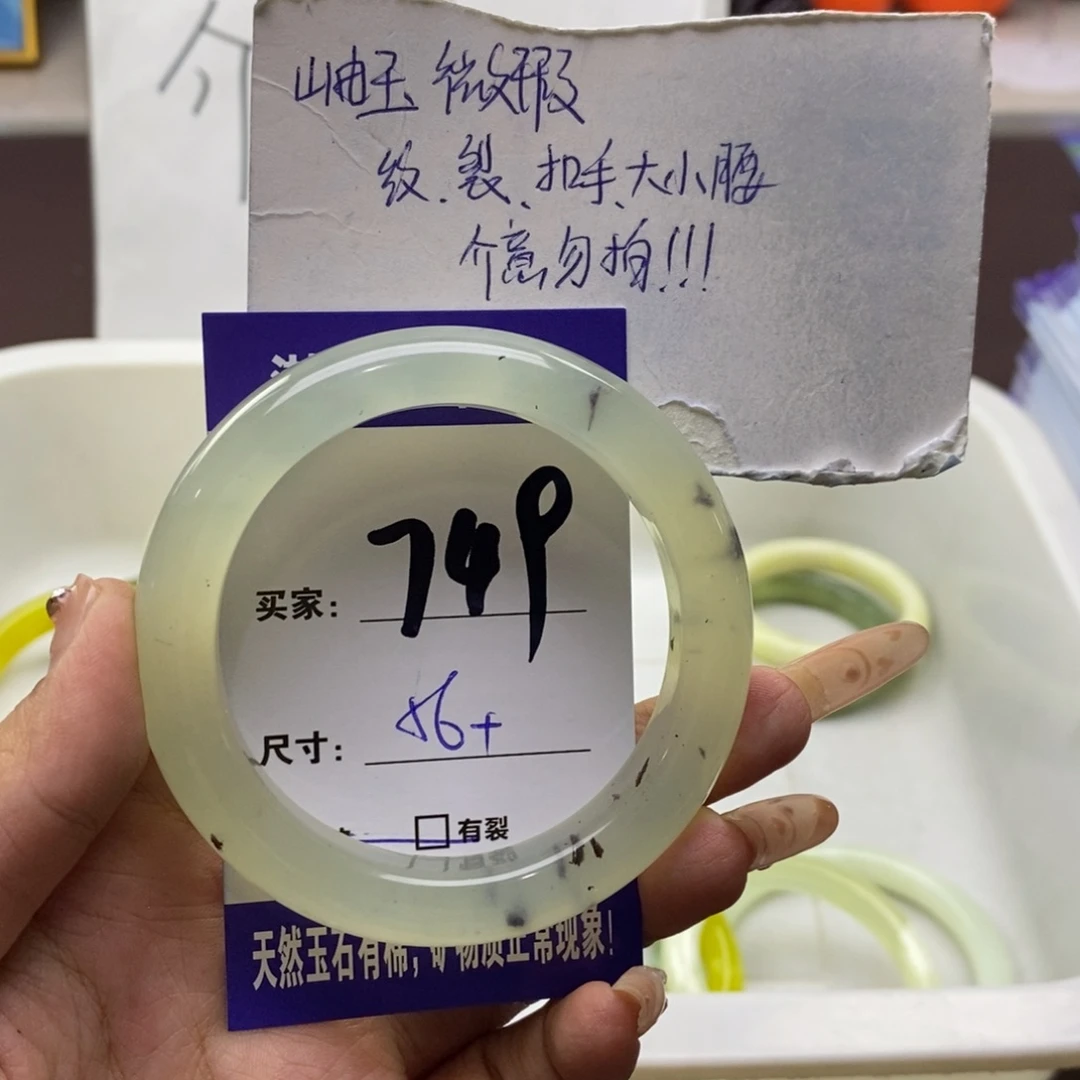 介
岫玉 微瑕
纹.裂、扣手、大小腰
介意勿拍!!!
买家: 749
尺寸: 56+
有裂
天然玉石有棉,矿物质正常现象!